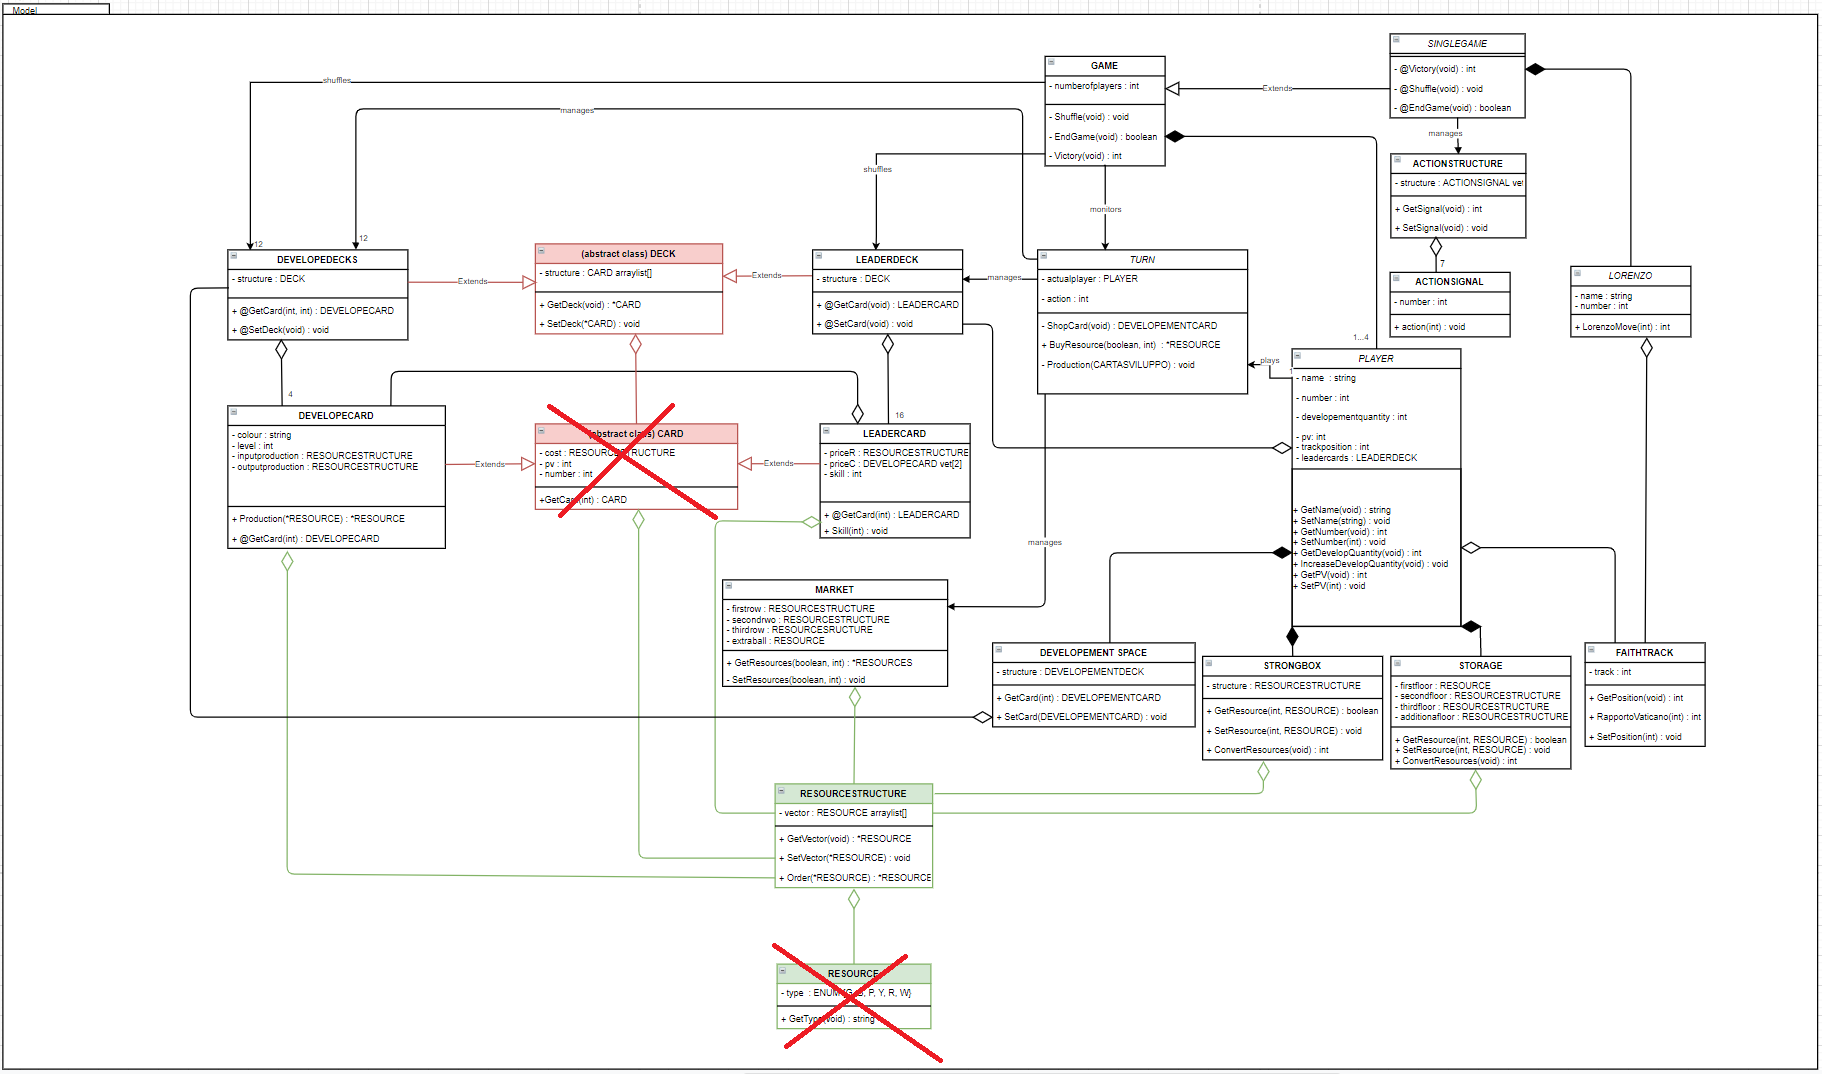 Model
SINGLEGAME
- @Victory(void) : int
- @Shuffle(void) : void
- @EndGame(void) : boolean
GAME
- numberofplayers : int
- Shuffle(void) : void
- EndGame(void) : boolean
- Victory(void) : int
Extends
shuffles
manages
shuffles
monitors
manages
ACTIONSTRUCTURE
- structure : ACTIONSIGNAL vet
+ GetSignal(void) : int
+ SetSignal(void) : void
7
12
12
DEVELOPEDECKS
- structure : DECK
+ @GetCard(int, int) : DEVELOPECARD
+ @SetDeck(void) : void
Extends
(abstract class) DECK
- structure : CARD arraylist[]
+ GetDeck(void) : *CARD
+ SetDeck(*CARD) : void
Extends
LEADERDECK
- structure : DECK
+ @GetCard(void) : LEADERCARD
+ @SetCard(void) : void
manages
TURN
- actualplayer : PLAYER
- action : int
- ShopCard(void) : DEVELOPEMENTCARD
+ BuyResource(boolean, int) : *RESOURCE
- Production(CARTASVILUPPO) : void
ACTIONSIGNAL
- number : int
+ action(int) : void
LORENZO
- name : string
- number : int
+ LorenzoMove(int) : int
1...4
plays
1
PLAYER
- name : string
- number : int
- developementquantity : int
- pv: int
- trackposition : int
- leadercards : LEADERDECK
+ GetName(void) : string
+ SetName(string) : void
+ GetNumber(void) : int
+ SetNumber(int) : void
+ GetDevelopQuantity(void) : int
+ IncreaseDevelopQuantity(void) : void
+ GetPV(void) : int
+ SetPV(int) : void
4
DEVELOPECARD
- colour : string
- level : int
- inputproduction : RESOURCESTRUCTURE
- outputproduction : RESOURCESTRUCTURE
+ Production(*RESOURCE) : *RESOURCE
+ @GetCard(int) : DEVELOPECARD
Extends
(abstract class) CARD
- cost : RESOURCESTRUCTURE
- pv : int
- number : int
+GetCard(int) : CARD
Extends
16
LEADERCARD
- priceR : RESOURCESTRUCTURE
- priceC : DEVELOPECARD vet[2]
- skill : int
+ @GetCard(int) : LEADERCARD
+ Skill(int) : void
manages
MARKET
- firstrow : RESOURCESTRUCTURE
- secondrwo : RESOURCESTRUCTURE
- thirdrow : RESOURCESRUCTURE
- extraball : RESOURCE
+ GetResources(boolean, int) : *RESOURCES
- SetResources(boolean, int) : void
DEVELOPEMENT SPACE
- structure : DEVELOPEMENTDECK
+ GetCard(int) : DEVELOPEMENTCARD
+ SetCard(DEVELOPEMENTCARD) : void
STRONGBOX
- structure : RESOURCESTRUCTURE
+ GetResource(int, RESOURCE) : boolean
+ SetResource(int, RESOURCE) : void
+ ConvertResources(void) : int
STORAGE
- firstfloor : RESOURCE
- secondfloor : RESOURCESTRUCTURE
- thirdfloor : RESOURCESTRUCTURE
- additionafloor : RESOURCESTRUCTURE
+ GetResource(int, RESOURCE) : boolean
+ SetResource(int, RESOURCE) : void
+ ConvertResources(void) : int
FAITHTRACK
- track : int
+ GetPosition(void) : int
+ RapportoVaticano(int) : int
+ SetPosition(int) : void
RESOURCESTRUCTURE
- vector : RESOURCE arraylist[]
+ GetVector(void) : *RESOURCE
+ SetVector(*RESOURCE) : void
+ Order(*RESOURCE) : *RESOURCE
RESOURCE
- type : ENUM P, Y, R, W}
+ GetType(void) : string